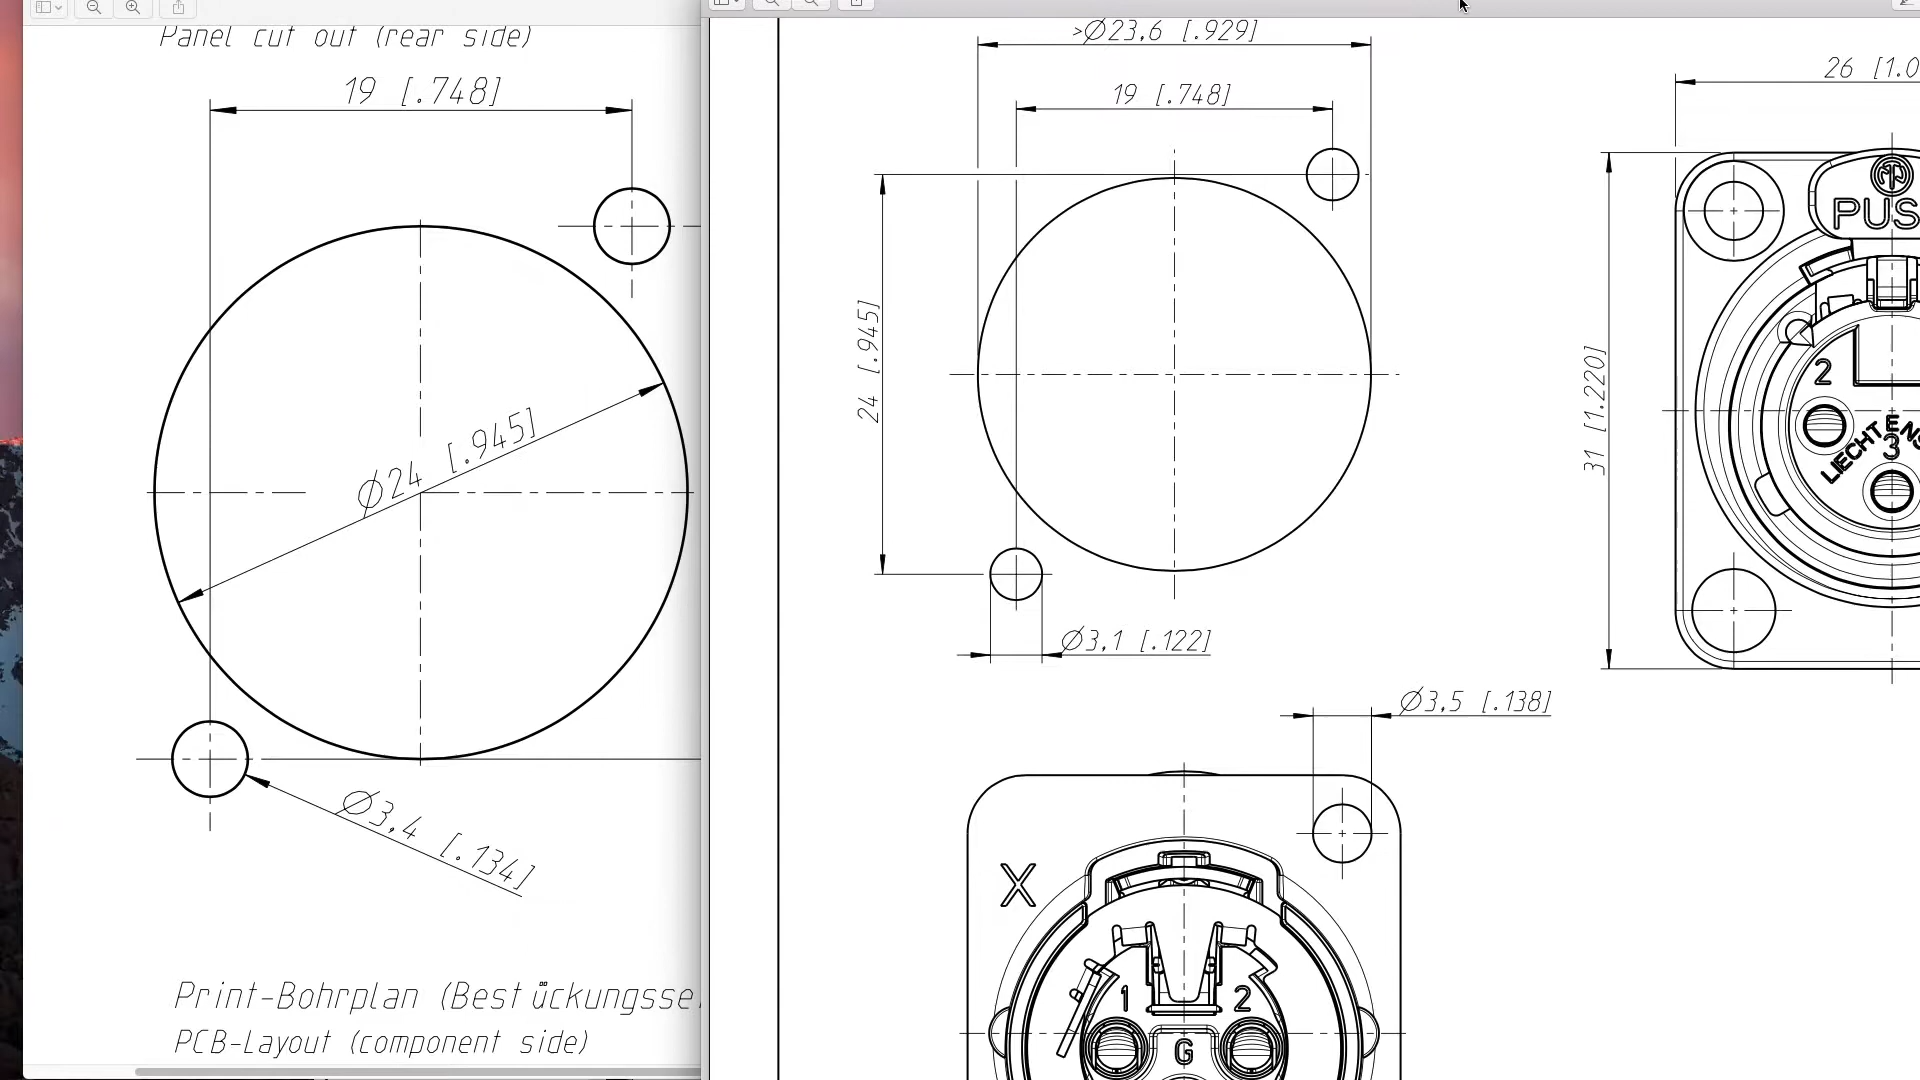 Panel cut out (rear side)
19 [.748]
Ø24 [.945]
Ø3,4 [.134]
Print-Bohrplan (Bestückungsse
PCB-Layout (component side)
>Ø23,6 [.929]
19 [.748]
24 [.945]
Ø3,1 [.122]
Ø3,5 [.138]
X
1
2
G
26 [1.0
31 [1.220]
PUS
2
LIECHTENS
3